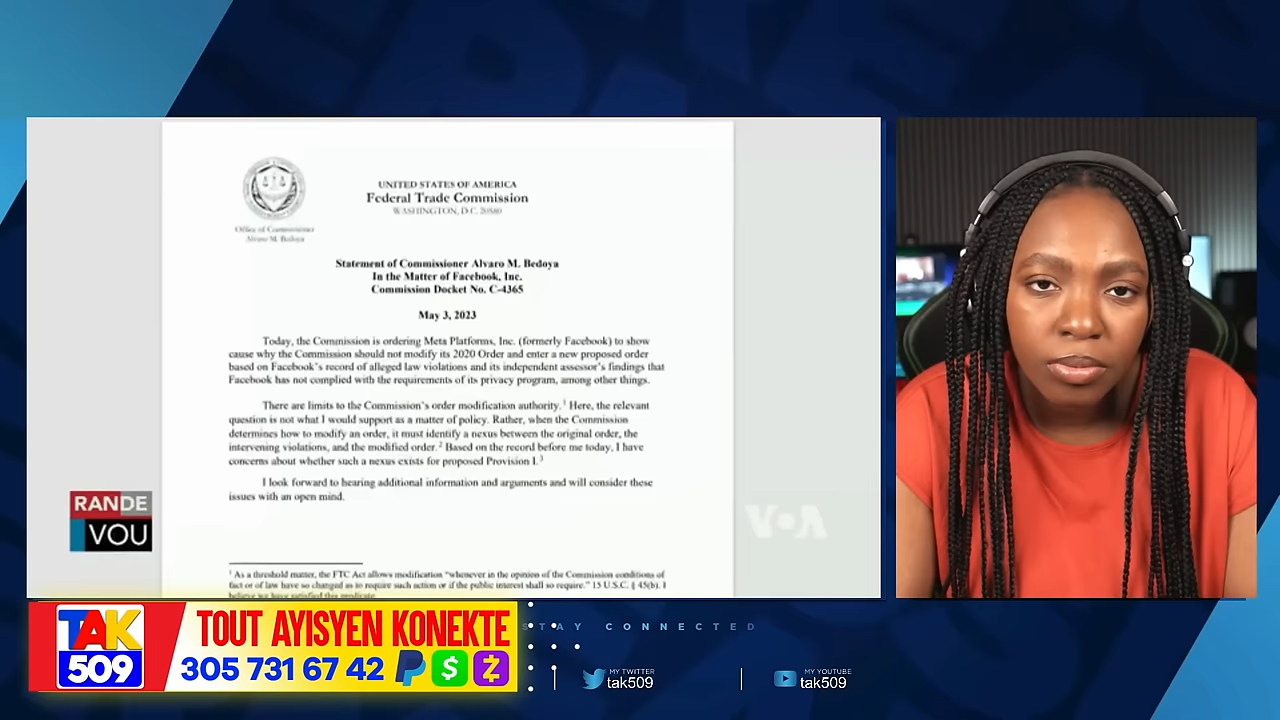 UNITED STATES OF AMERICA
Federal Trade Commission
WASHINGTON, D.C. 20580
Office of Commissioner
Alvaro M. Bedoya
Statement of Commissioner Alvaro M. Bedoya
In the Matter of Facebook, Inc.
Commission Docket No. C-4365
May 3, 2023
Today, the Commission is ordering Meta Platforms, Inc. (formerly Facebook) to show
cause why the Commission should not modify its 2020 Order and enter a new proposed order
based on Facebook's record of alleged law violations and its independent assessor's findings that
Facebook has not complied with the requirements of its privacy program, among other things.
There are limits to the Commission's order modification authority.1 Here, the relevant
question is not what I would support as a matter of policy. Rather, when the Commission
determines how to modify an order, it must identify a nexus between the original order, the
intervening violations, and the modified order.2 Based on the record before me today, I have
concerns about whether such a nexus exists for proposed Provision I.3
I look forward to hearing additional information and arguments and will consider these
issues with an open mind.
1 As a threshold matter, the FTC Act allows modification "whenever in the opinion of the Commission conditions of
fact or of law have so changed as to require such action or if the public interest shall so require." 15 U.S.C. § 45(b). I
believe we have satisfied this predicate.
RANDE
VOU
VOA
TAK
509
TOUT AYISYEN KONEKTE
305 731 67 42
STAY CONNECTED
MY TWITTER
tak509
MY YOUTUBE
tak509